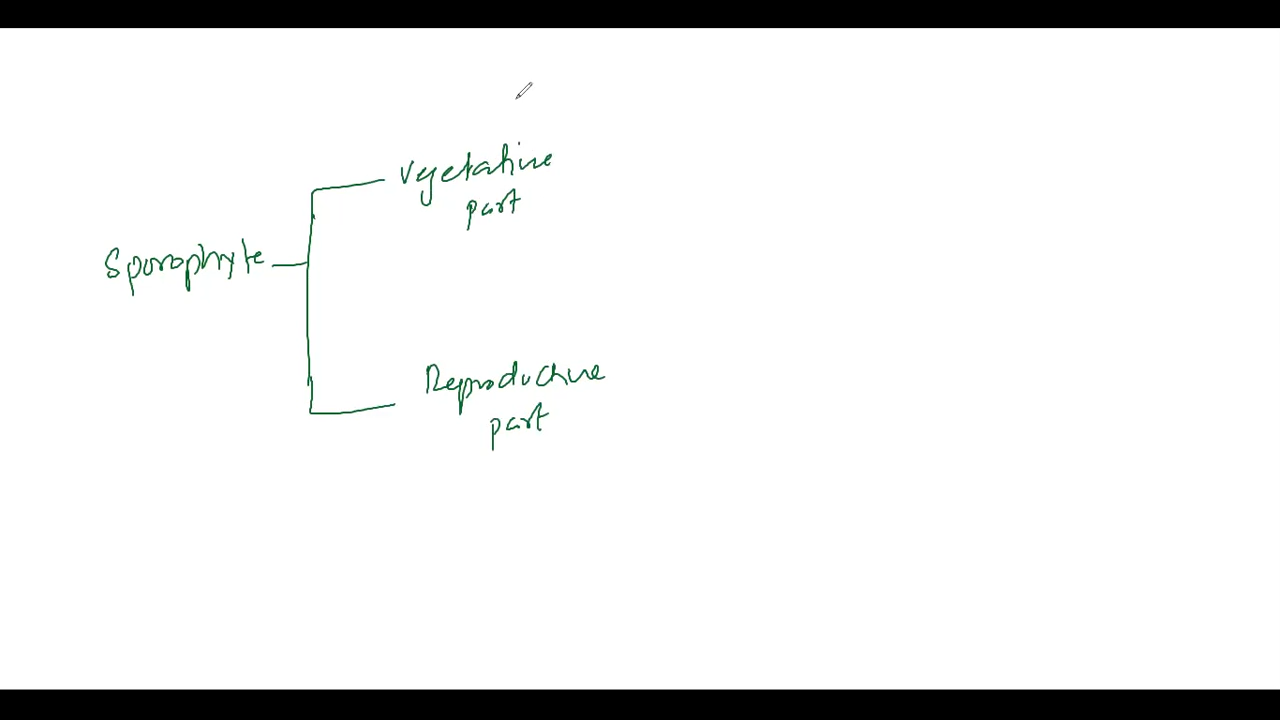 Vegetative
part
Sporophyte
Reproductive
part